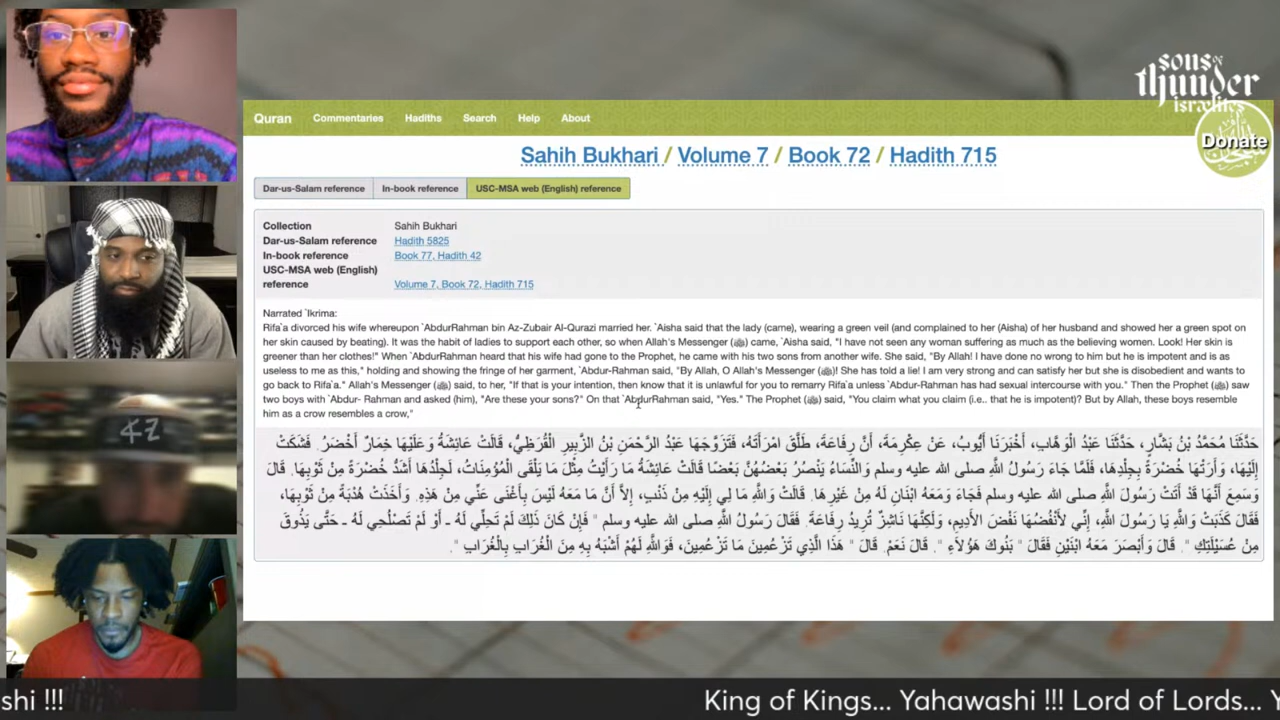 sons of
thunder
israelites
Donate
Quran Commentaries Hadiths Search Help About
Sahih Bukhari / Volume 7 / Book 72 / Hadith 715
Dar-us-Salam reference In-book reference USC-MSA web (English) reference
Collection Sahih Bukhari
Dar-us-Salam reference Hadith 5825
In-book reference Book 77, Hadith 42
USC-MSA web (English)
reference Volume 7, Book 72, Hadith 715
Narrated `Ikrima:
Rifa`a divorced his wife whereupon `AbdurRahman bin Az-Zubair Al-Qurazi married her. `Aisha said that the lady (came), wearing a green veil (and complained to her (Aisha) of her husband and showed her a green spot on
her skin caused by beating). It was the habit of ladies to support each other, so when Allah's Messenger (ﷺ) came, `Aisha said, "I have not seen any woman suffering as much as the believing women. Look! Her skin is
greener than her clothes!" When `AbdurRahman heard that his wife had gone to the Prophet, he came with his two sons from another wife. She said, "By Allah! I have done no wrong to him but he is impotent and is as
useless to me as this," holding and showing the fringe of her garment, `Abdur-Rahman said, "By Allah, O Allah's Messenger (ﷺ)! She has told a lie! I am very strong and can satisfy her but she is disobedient and wants to
go back to Rifa`a." Allah's Messenger (ﷺ) said, to her, "If that is your intention, then know that it is unlawful for you to remarry Rifa`a unless `Abdur-Rahman has had sexual intercourse with you." Then the Prophet (ﷺ) saw
two boys with `Abdur- Rahman and asked (him), "Are these your sons?" On that `AbdurRahman said, "Yes." The Prophet (ﷺ) said, "You claim what you claim (i.e.. that he is impotent)? But by Allah, these boys resemble
him as a crow resembles a crow,"
حَدَّثَنَا مُحَمَّدُ بْنُ بَشَّارٍ، حَدَّثَنَا عَبْدُ الْوَهَّابِ، أَخْبَرَنَا أَيُّوبُ، عَنْ عِكْرِمَةَ، أَنَّ رِفَاعَةَ، طَلَّقَ امْرَأَتَهُ، فَتَزَوَّجَهَا عَبْدُ الرَّحْمَنِ بْنُ الزَّبِيرِ الْقُرَظِيُّ، قَالَتْ عَائِشَةُ وَعَلَيْهَا خِمَارٌ أَخْضَرُ. فَشَكَتْ
إِلَيْهَا، وَأَرَتْهَا خُضْرَةً بِجِلْدِهَا، فَلَمَّا جَاءَ رَسُولُ اللَّهِ صلى الله عليه وسلم وَالنِّسَاءُ يَنْصُرُ بَعْضُهُنَّ بَعْضًا قَالَتْ عَائِشَةُ مَا رَأَيْتُ مِثْلَ مَا يَلْقَى الْمُؤْمِنَاتُ، لَجِلْدُهَا أَشَدُّ خُضْرَةً مِنْ ثَوْبِهَا. قَالَ
وَسَمِعَ أَنَّهَا قَدْ أَتَتْ رَسُولَ اللَّهِ صلى الله عليه وسلم فَجَاءَ وَمَعَهُ ابْنَانِ لَهُ مِنْ غَيْرِهَا. قَالَتْ وَاللَّهِ مَا لِي إِلَيْهِ مِنْ ذَنْبٍ، إِلاَّ أَنَّ مَا مَعَهُ لَيْسَ بِأَغْنَى عَنِّي مِنْ هَذِهِ. وَأَخَذَتْ هُدْبَةً مِنْ ثَوْبِهَا،
فَقَالَ كَذَبَتْ وَاللَّهِ يَا رَسُولَ اللَّهِ، إِنِّي لأَنْفُضُهَا نَفْضَ الأَدِيمِ، وَلَكِنَّهَا نَاشِزٌ تُرِيدُ رِفَاعَةَ. فَقَالَ رَسُولُ اللَّهِ صلى الله عليه وسلم " فَإِنْ كَانَ ذَلِكَ لَمْ تَحِلِّي لَهُ ـ أَوْ لَمْ تَصْلُحِي لَهُ ـ حَتَّى يَذُوقَ
مِنْ عُسَيْلَتِكِ ". قَالَ وَأَبْصَرَ مَعَهُ ابْنَيْنِ فَقَالَ " بَنُوكَ هَؤُلاَءِ ". قَالَ نَعَمْ. قَالَ " هَذَا الَّذِي تَزْعُمِينَ مَا تَزْعُمِينَ، فَوَاللَّهِ لَهُمْ أَشْبَهُ بِهِ مِنَ الْغُرَابِ بِالْغُرَابِ ".
shi !!! King of Kings... Yahawashi !!! Lord of Lords... Y